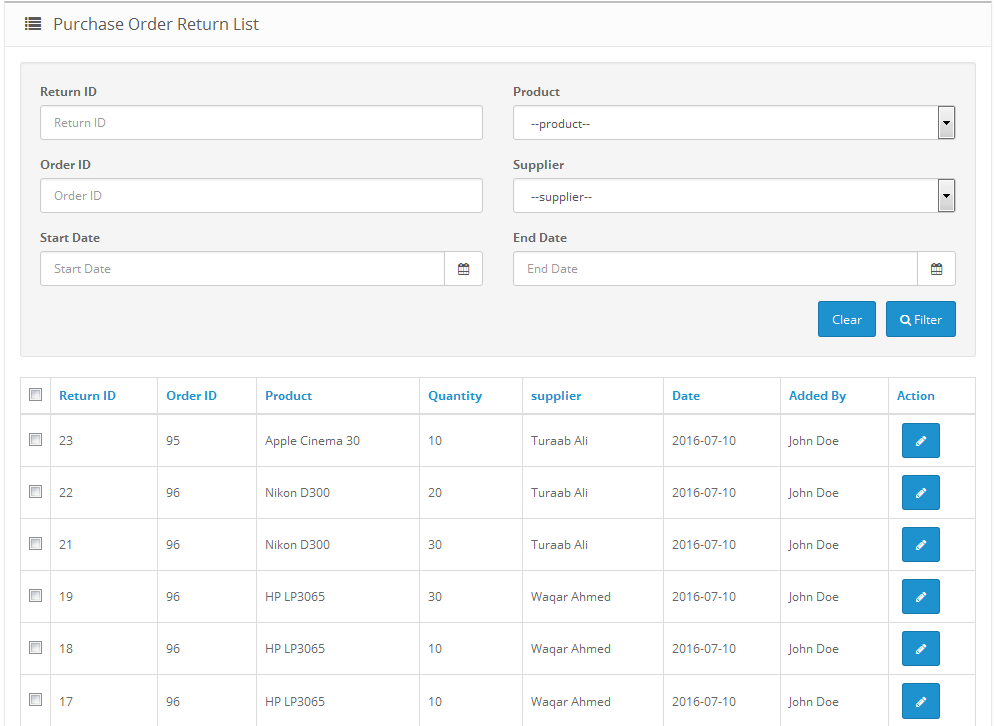 Purchase Order Return List
Return ID Product
Return ID --product--
Order ID Supplier
Order ID --supplier--
Start Date End Date
Start Date End Date
Clear Filter
Return ID Order ID Product Quantity supplier Date Added By Action
23 95 Apple Cinema 30 10 Turaab Ali 2016-07-10 John Doe
22 96 Nikon D300 20 Turaab Ali 2016-07-10 John Doe
21 96 Nikon D300 30 Turaab Ali 2016-07-10 John Doe
19 96 HP LP3065 30 Waqar Ahmed 2016-07-10 John Doe
18 96 HP LP3065 10 Waqar Ahmed 2016-07-10 John Doe
17 96 HP LP3065 10 Waqar Ahmed 2016-07-10 John Doe